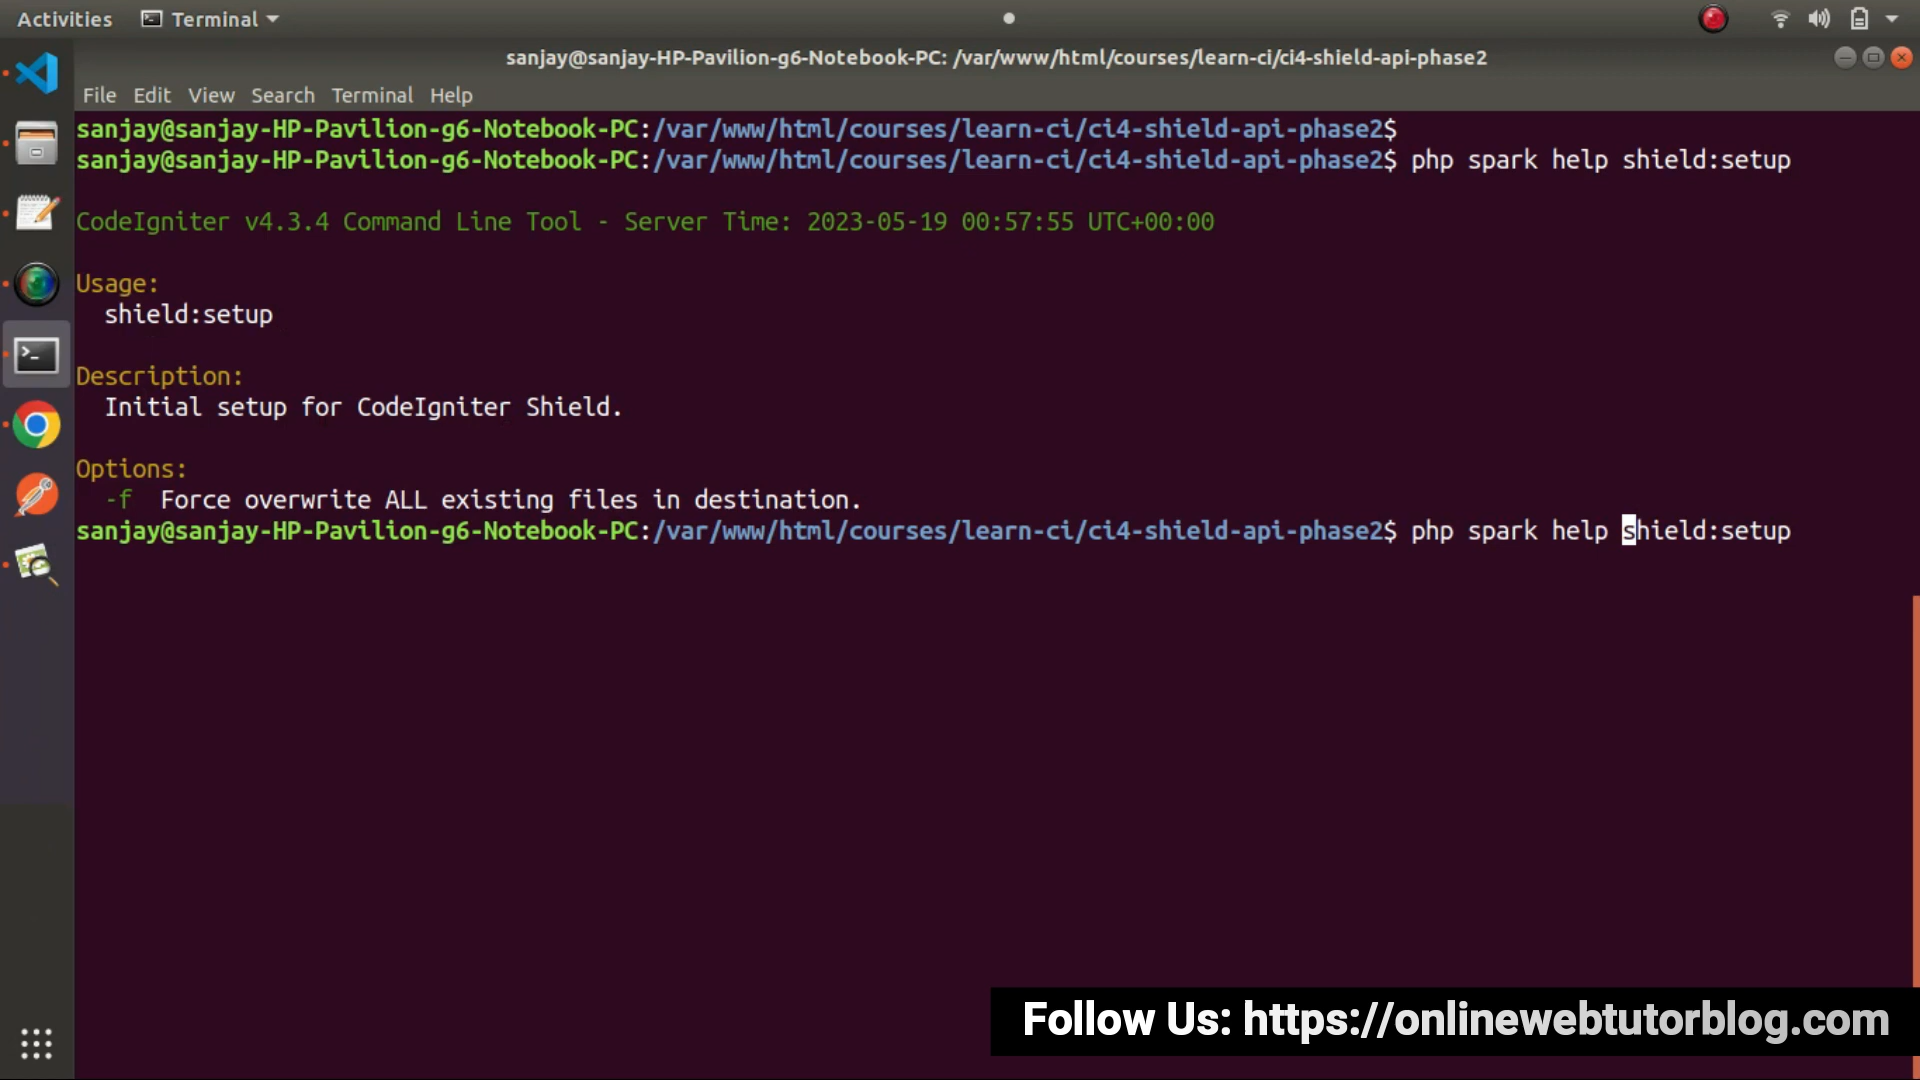 Activities Terminal
sanjay@sanjay-HP-Pavilion-g6-Notebook-PC: /var/www/html/courses/learn-ci/ci4-shield-api-phase2
File Edit View Search Terminal Help
sanjay@sanjay-HP-Pavilion-g6-Notebook-PC:/var/www/html/courses/learn-ci/ci4-shield-api-phase2$
sanjay@sanjay-HP-Pavilion-g6-Notebook-PC:/var/www/html/courses/learn-ci/ci4-shield-api-phase2$ php spark help shield:setup
CodeIgniter v4.3.4 Command Line Tool - Server Time: 2023-05-19 00:57:55 UTC+00:00
Usage:
shield:setup
Description:
Initial setup for CodeIgniter Shield.
Options:
-f Force overwrite ALL existing files in destination.
sanjay@sanjay-HP-Pavilion-g6-Notebook-PC:/var/www/html/courses/learn-ci/ci4-shield-api-phase2$ php spark help shield:setup
Follow Us: https://onlinewebtutorblog.com